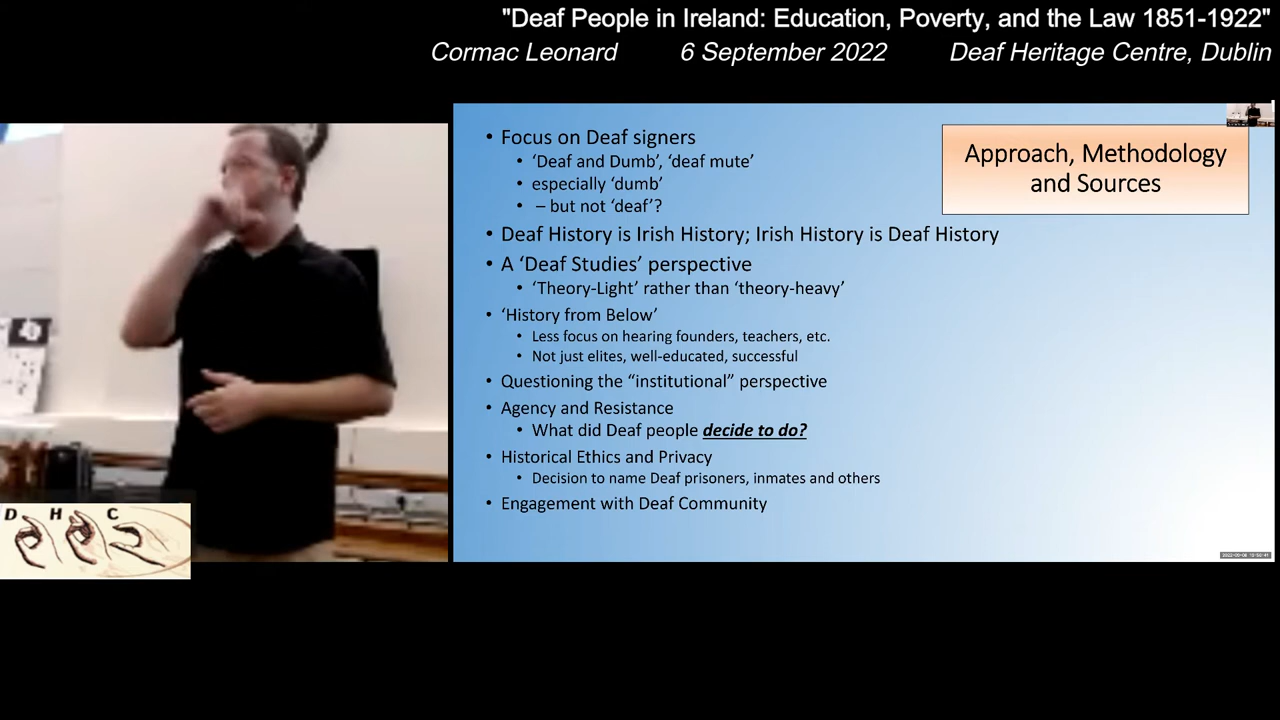 "Deaf People in Ireland: Education, Poverty, and the Law 1851-1922"
Cormac Leonard 6 September 2022 Deaf Heritage Centre, Dublin
Approach, Methodology
and Sources
• Focus on Deaf signers
• ‘Deaf and Dumb’, ‘deaf mute’
• especially ‘dumb’
• – but not ‘deaf’?
• Deaf History is Irish History; Irish History is Deaf History
• A ‘Deaf Studies’ perspective
• ‘Theory-Light’ rather than ‘theory-heavy’
• ‘History from Below’
• Less focus on hearing founders, teachers, etc.
• Not just elites, well-educated, successful
• Questioning the “institutional” perspective
• Agency and Resistance
• What did Deaf people decide to do?
• Historical Ethics and Privacy
• Decision to name Deaf prisoners, inmates and others
• Engagement with Deaf Community
D H C